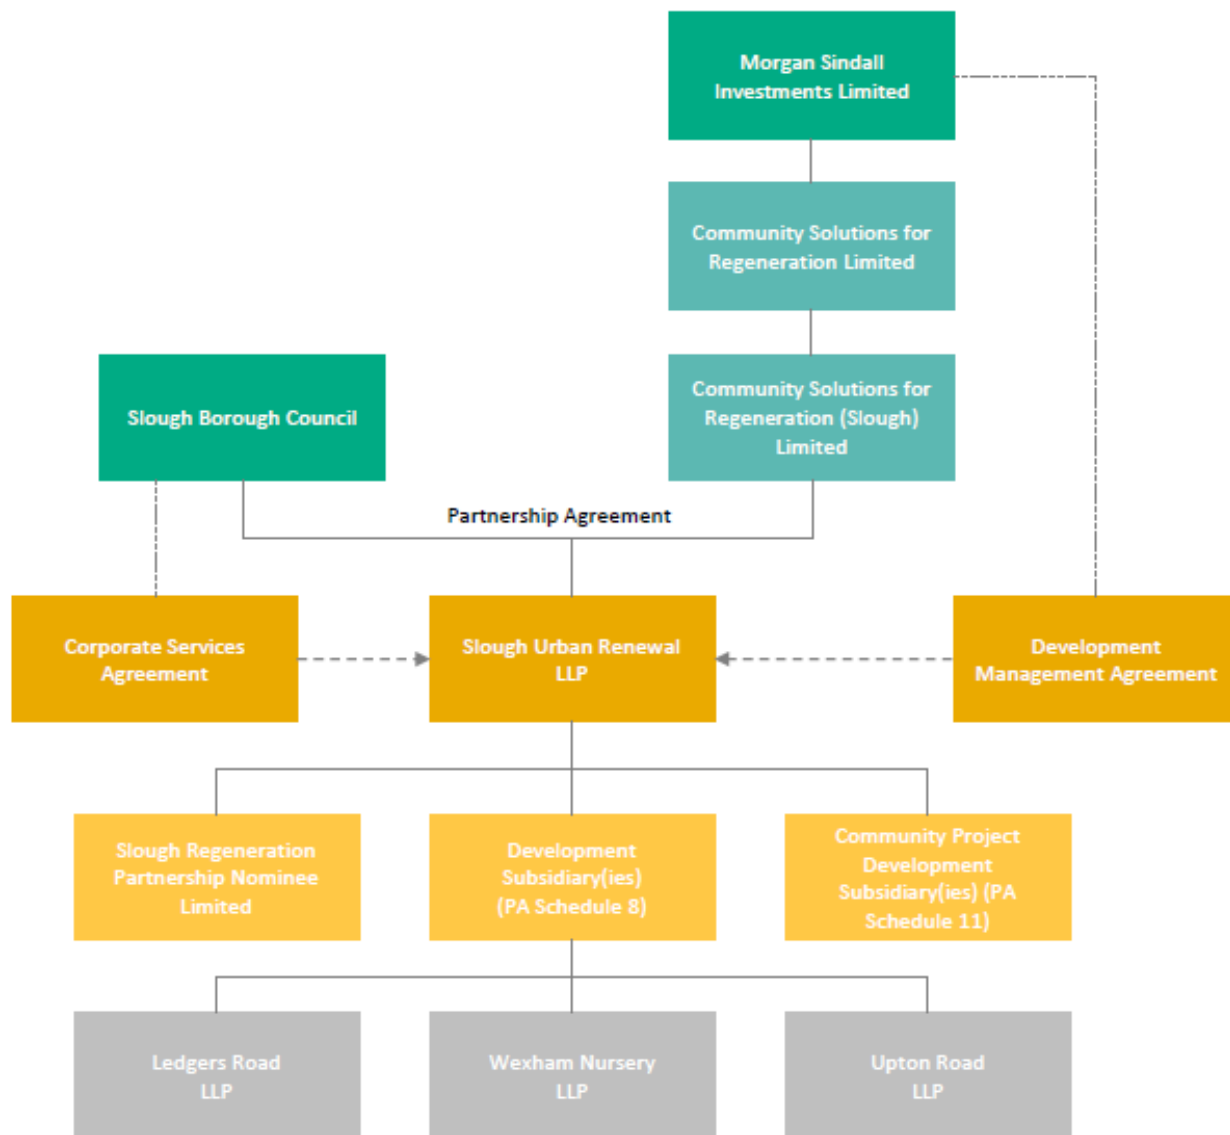 Morgan Sindall
Investments Limited
Community Solutions for
Regeneration Limited
Slough Borough Council
Community Solutions for
Regeneration (Slough)
Limited
Partnership Agreement
Corporate Services
Agreement
Slough Urban Renewal
LLP
Development
Management Agreement
Slough Regeneration
Partnership Nominee
Limited
Development
Subsidiary(ies)
(PA Schedule 8)
Community Project
Development
Subsidiary(ies) (PA
Schedule 11)
Ledgers Road
LLP
Wexham Nursery
LLP
Upton Road
LLP